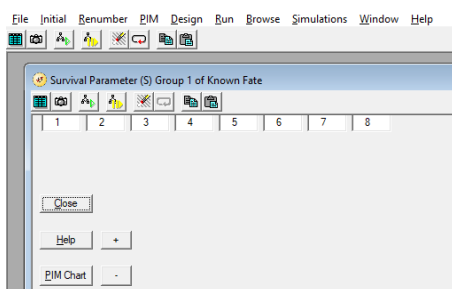 File Initial Renumber PIM Design Run Browse Simulations Window Help
Survival Parameter (S) Group 1 of Known Fate
1 2 3 4 5 6 7 8
Close
Help +
PIM Chart -